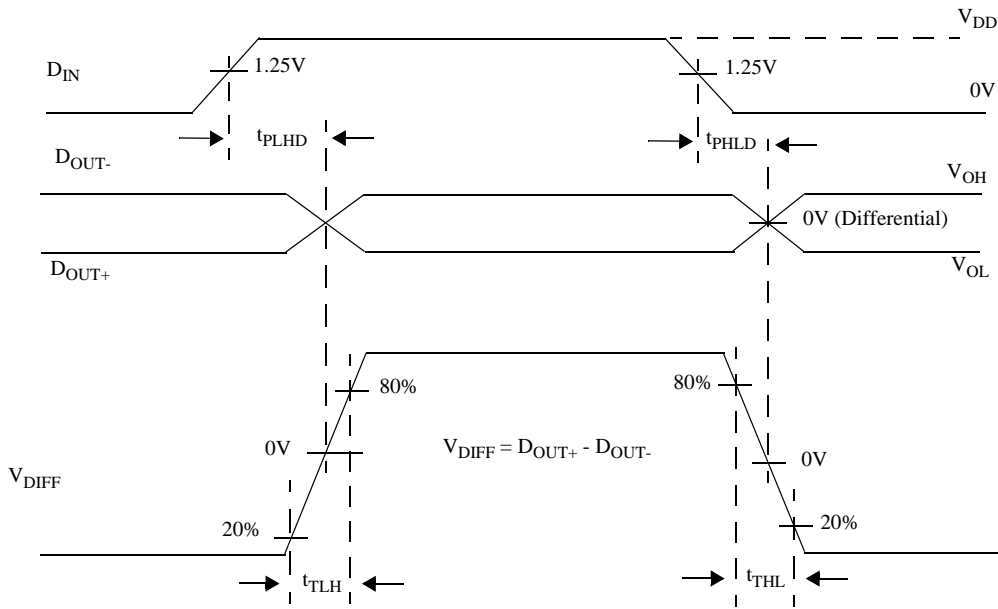 V_DD
D_IN
1.25V
1.25V
0V
t_PLHD
t_PHLD
D_OUT-
V_OH
0V (Differential)
D_OUT+
V_OL
80%
80%
0V
V_DIFF = D_OUT+ - D_OUT-
0V
V_DIFF
20%
20%
t_TLH
t_THL